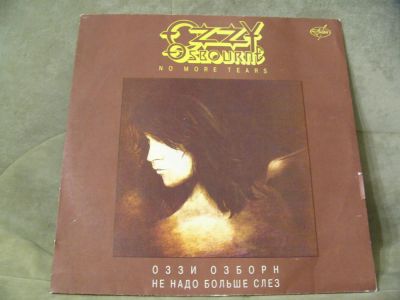 OZZY
OSBOURNE
NO MORE TEARS
ОЗЗИ ОЗБОРН
НЕ НАДО БОЛЬШЕ СЛЕЗ